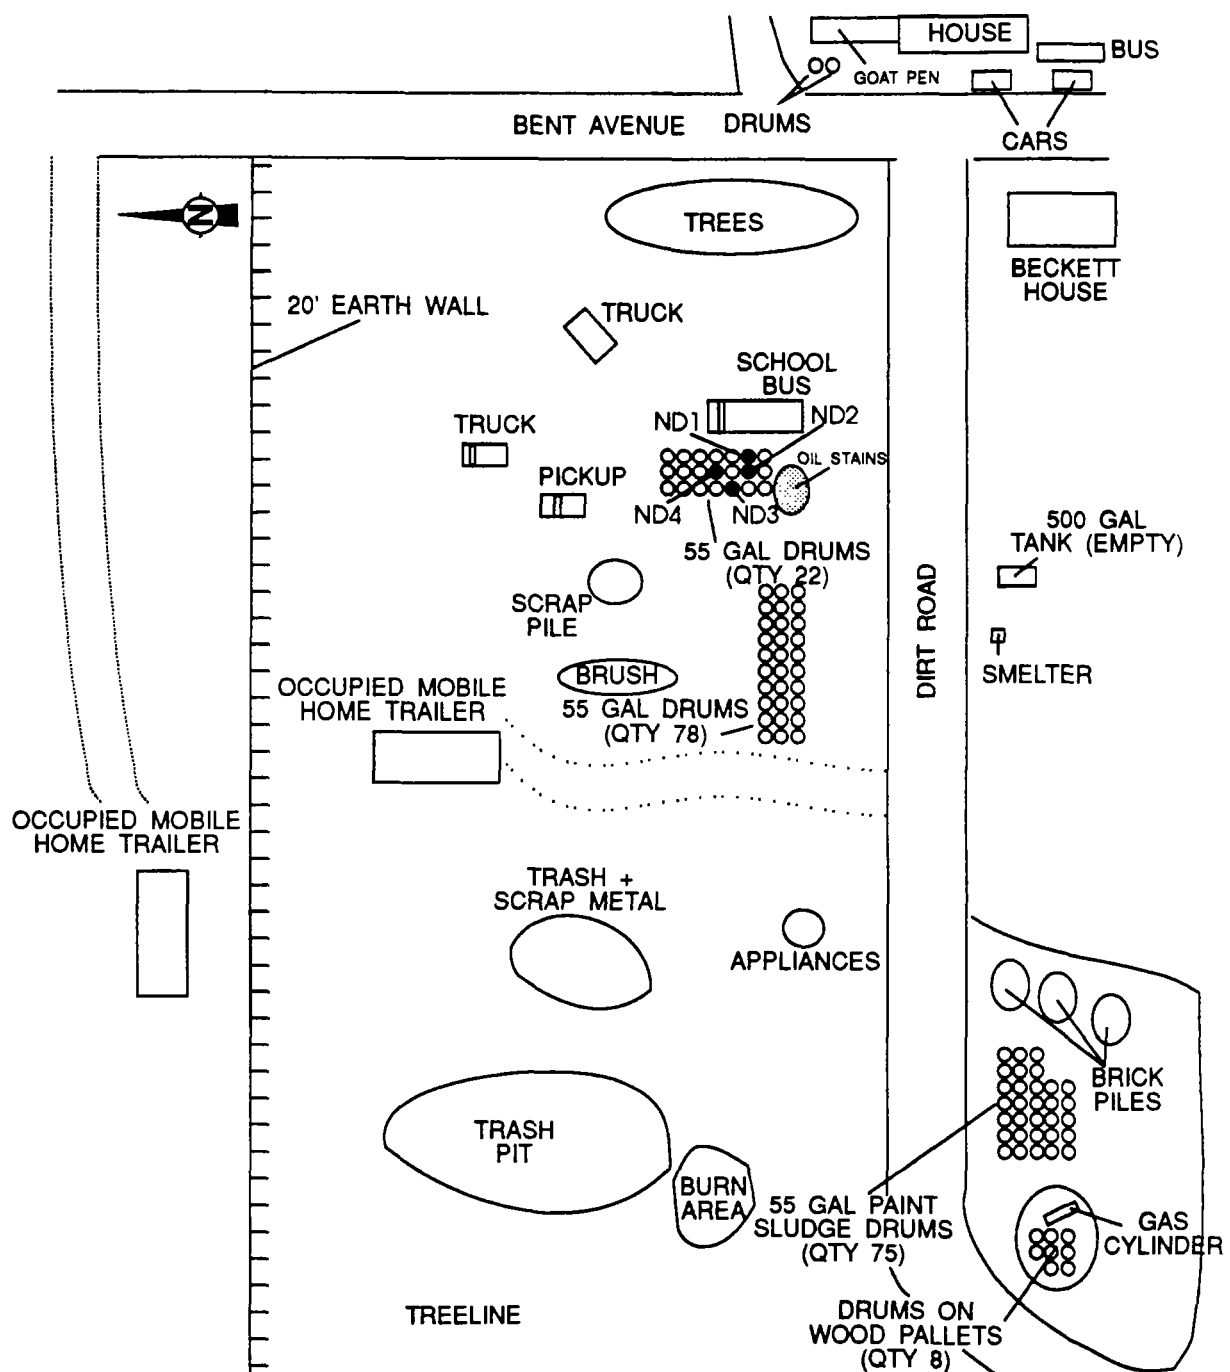 HOUSE
BUS
GOAT PEN
BENT AVENUE
DRUMS
CARS
N
TREES
BECKETT
HOUSE
20' EARTH WALL
TRUCK
SCHOOL
BUS
ND1
ND2
TRUCK
OIL STAINS
PICKUP
ND4
ND3
500 GAL
TANK (EMPTY)
55 GAL DRUMS
(QTY 22)
SCRAP
PILE
DIRT ROAD
SMELTER
BRUSH
OCCUPIED MOBILE
HOME TRAILER
55 GAL DRUMS
(QTY 78)
OCCUPIED MOBILE
HOME TRAILER
TRASH +
SCRAP METAL
APPLIANCES
BRICK
PILES
TRASH
PIT
BURN
AREA
55 GAL PAINT
SLUDGE DRUMS
(QTY 75)
GAS
CYLINDER
TREELINE
DRUMS ON
WOOD PALLETS
(QTY 8)